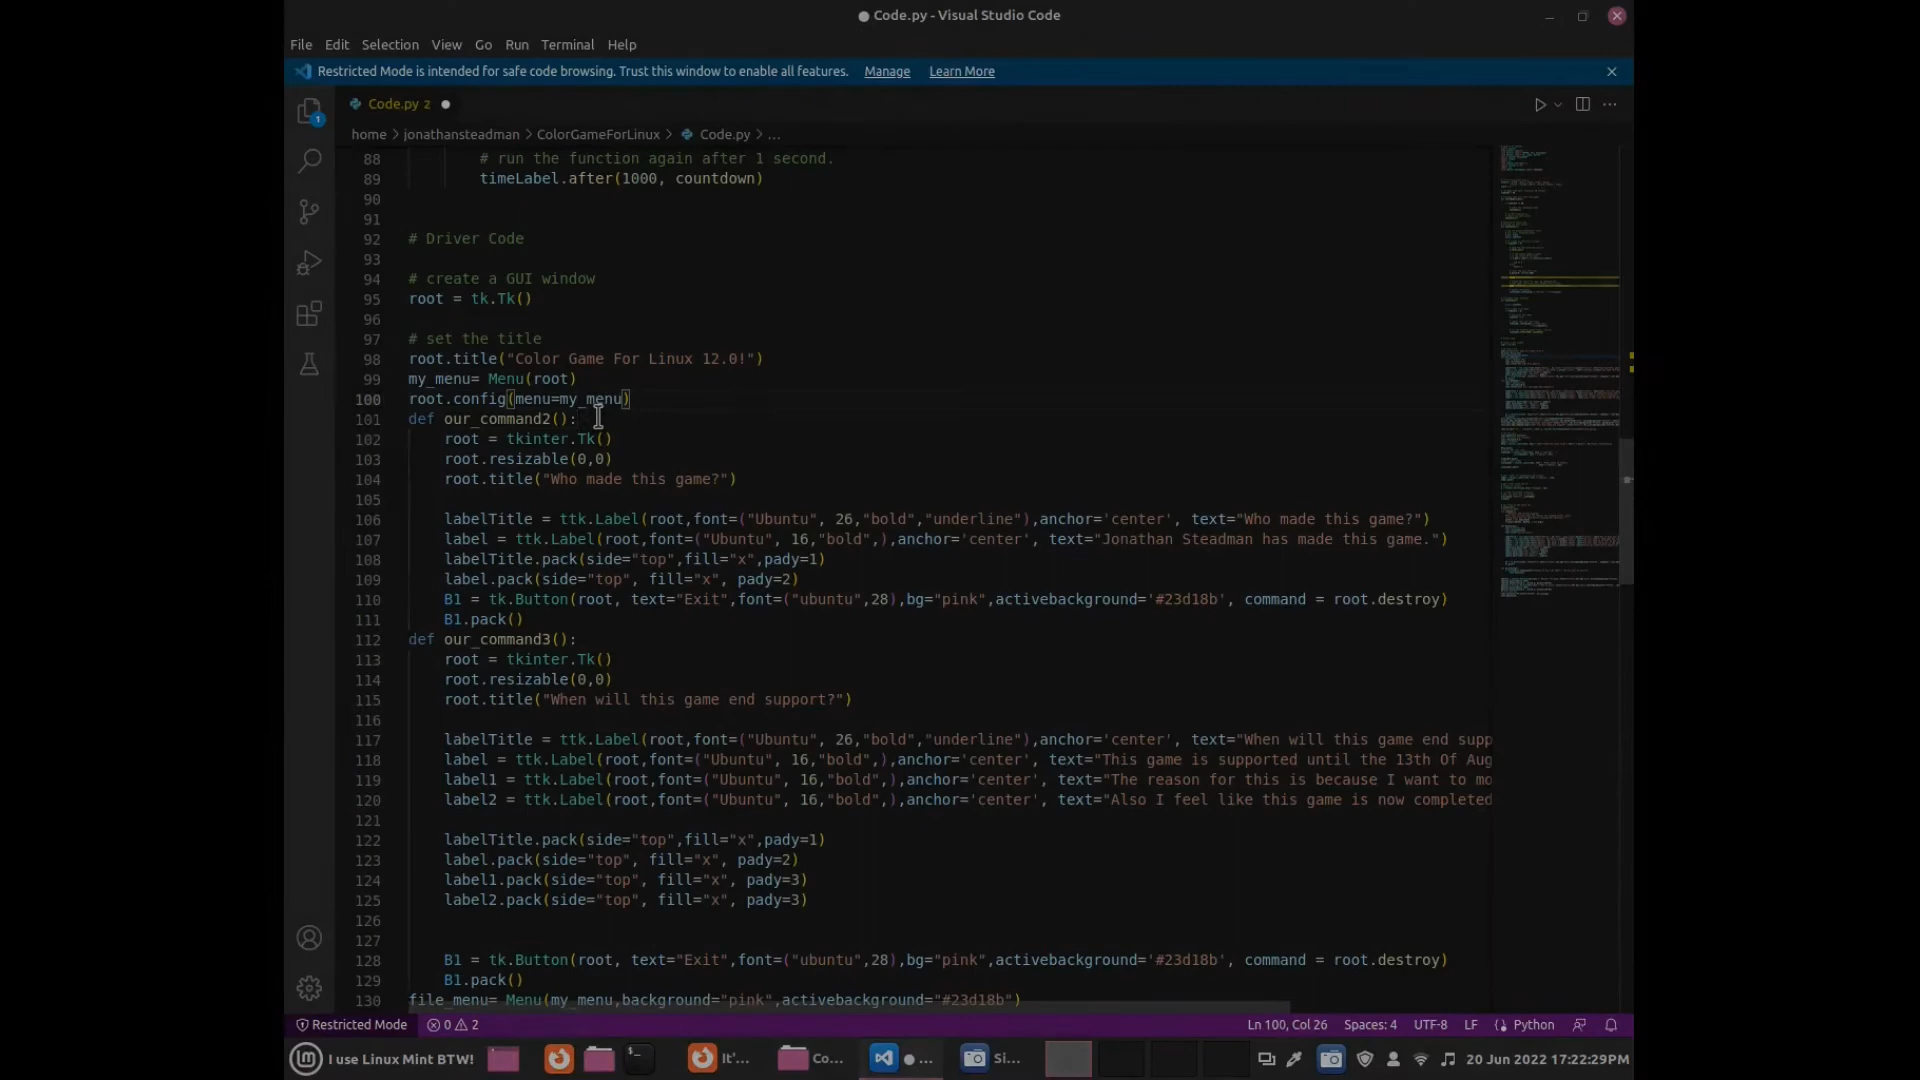 Code.py - Visual Studio Code
File Edit Selection View Go Run Terminal Help
Restricted Mode is intended for safe code browsing. Trust this window to enable all features. Manage Learn More
Code.py 2
home > jonathansteadman > ColorGameForLinux > Code.py > ...
88 # run the function again after 1 second.
89 timeLabel.after(1000, countdown)
90
91
92 # Driver Code
93
94 # create a GUI window
95 root = tk.Tk()
96
97 # set the title
98 root.title("Color Game For Linux 12.0!")
99 my_menu= Menu(root)
100 root.config(menu=my_menu)
101 def our_command2():
102 root = tkinter.Tk()
103 root.resizable(0,0)
104 root.title("Who made this game?")
105
106 labelTitle = ttk.Label(root,font=("Ubuntu", 26,"bold","underline"),anchor='center', text="Who made this game?")
107 label = ttk.Label(root,font=("Ubuntu", 16,"bold",),anchor='center', text="Jonathan Steadman has made this game.")
108 labelTitle.pack(side="top",fill="x",pady=1)
109 label.pack(side="top", fill="x", pady=2)
110 B1 = tk.Button(root, text="Exit",font=("ubuntu",28),bg="pink",activebackground='#23d18b', command = root.destroy)
111 B1.pack()
112 def our_command3():
113 root = tkinter.Tk()
114 root.resizable(0,0)
115 root.title("When will this game end support?")
116
117 labelTitle = ttk.Label(root,font=("Ubuntu", 26,"bold","underline"),anchor='center', text="When will this game end supp
118 label = ttk.Label(root,font=("Ubuntu", 16,"bold",),anchor='center', text="This game is supported until the 13th Of Aug
119 label1 = ttk.Label(root,font=("Ubuntu", 16,"bold",),anchor='center', text="The reason for this is because I want to mo
120 label2 = ttk.Label(root,font=("Ubuntu", 16,"bold",),anchor='center', text="Also I feel like this game is now completed
121
122 labelTitle.pack(side="top",fill="x",pady=1)
123 label.pack(side="top", fill="x", pady=2)
124 label1.pack(side="top", fill="x", pady=3)
125 label2.pack(side="top", fill="x", pady=3)
126
127
128 B1 = tk.Button(root, text="Exit",font=("ubuntu",28),bg="pink",activebackground='#23d18b', command = root.destroy)
129 B1.pack()
130 file_menu= Menu(my_menu,background="pink",activebackground="#23d18b")
Restricted Mode 0 2 Ln 100, Col 26 Spaces: 4 UTF-8 LF Python
I use Linux Mint BTW! It'... Co... ... Si... 20 Jun 2022 17:22:29PM